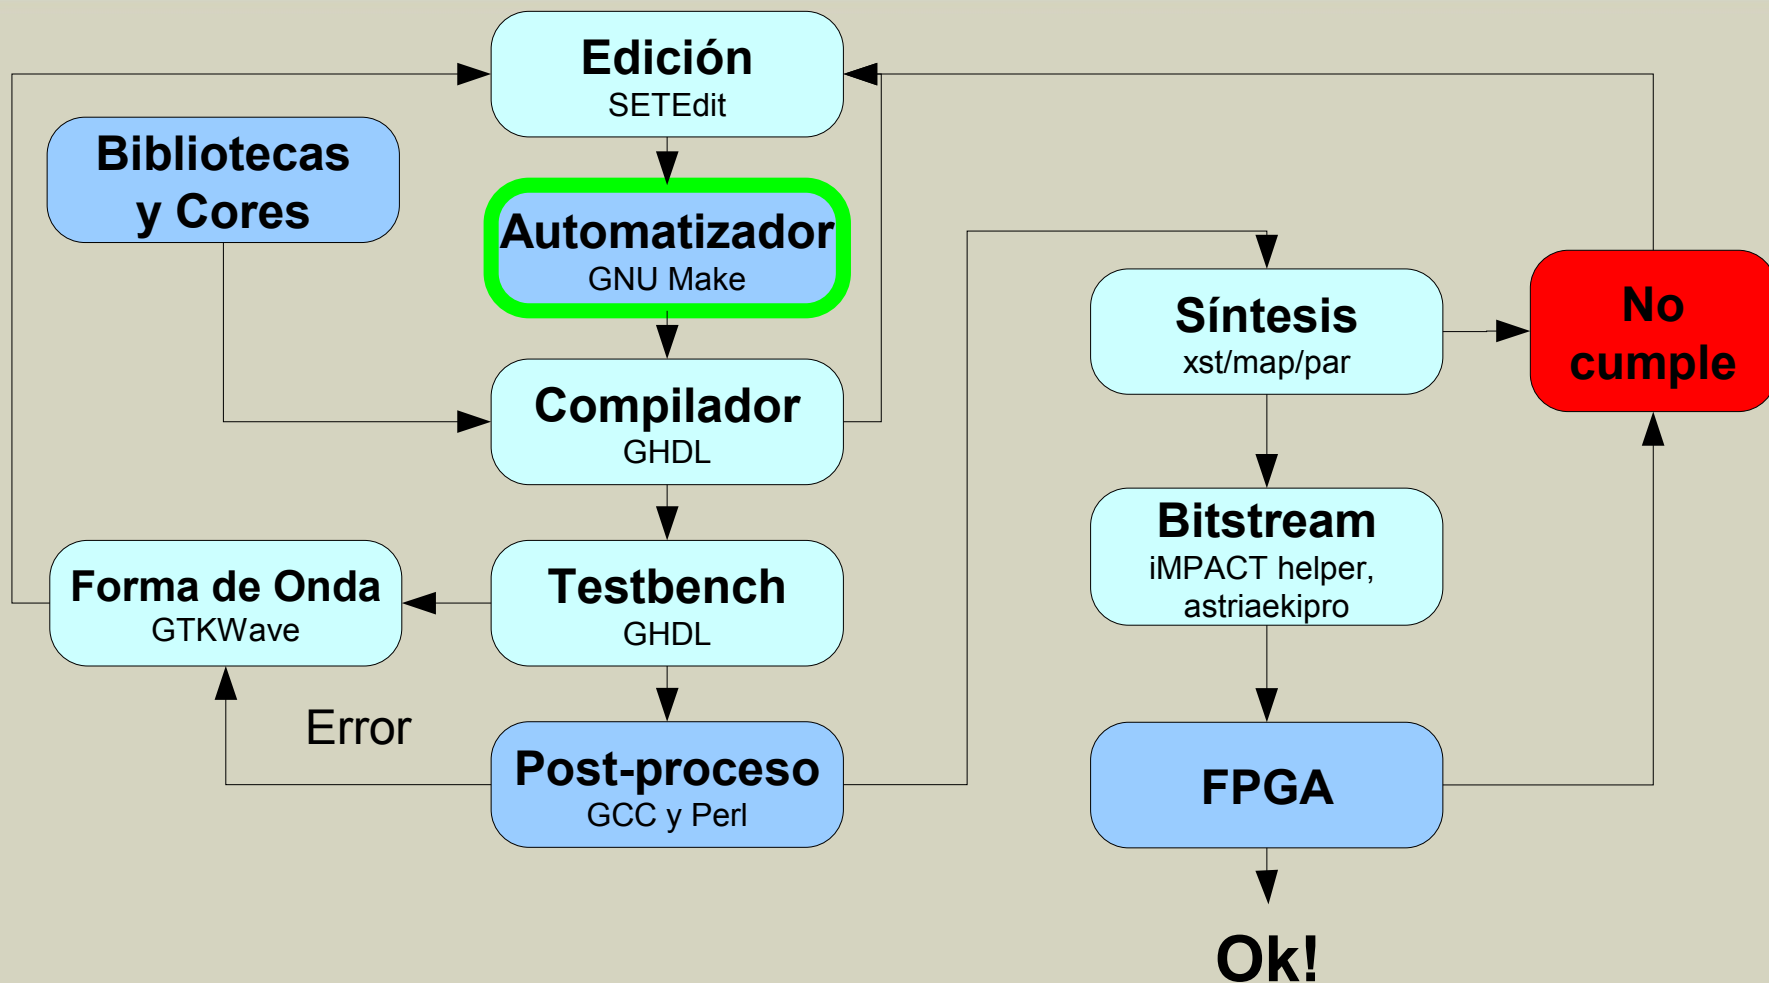 Edición
SETEdit
Bibliotecas
y Cores
Automatizador
GNU Make
Compilador
GHDL
Forma de Onda
GTKWave
Testbench
GHDL
Error
Post-proceso
GCC y Perl
Síntesis
xst/map/par
No
cumple
Bitstream
iMPACT helper,
astriaekipro
FPGA
Ok!